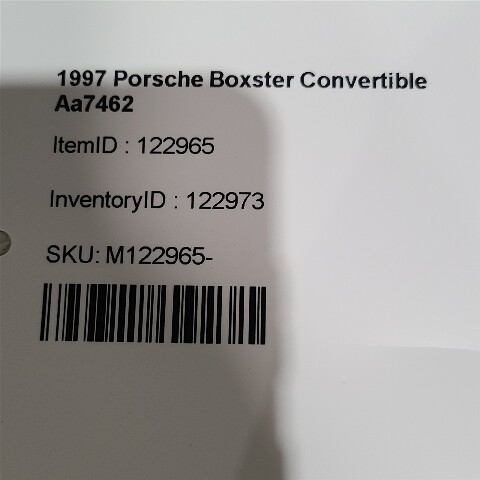 1997 Porsche Boxster Convertible
Aa7462
ItemID : 122965
InventoryID : 122973
SKU: M122965-